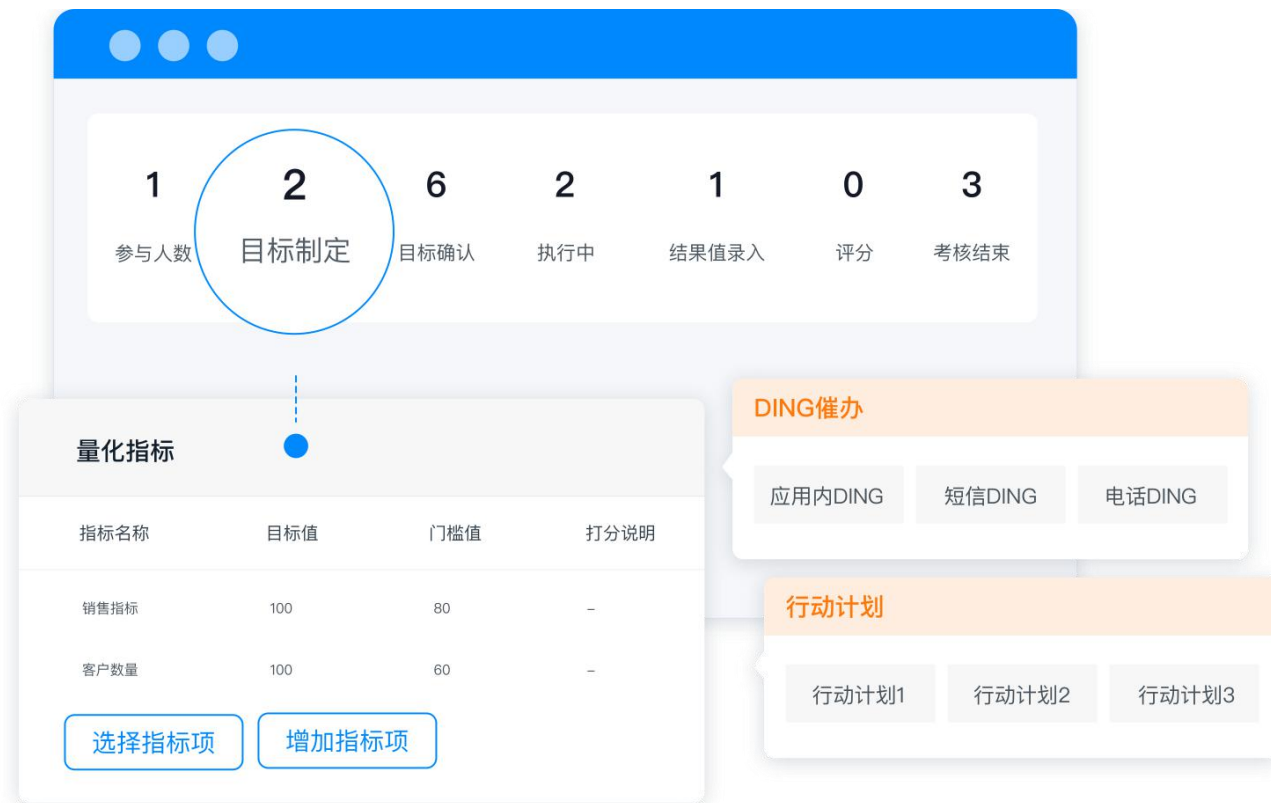 1 2 6 2 1 0 3
参与人数 目标制定 目标确认 执行中 结果值录入 评分 考核结束
量化指标
指标名称 目标值 门槛值 打分说明
销售指标 100 80 –
客户数量 100 60 –
选择指标项 增加指标项
DING催办
应用内DING 短信DING 电话DING
行动计划
行动计划1 行动计划2 行动计划3